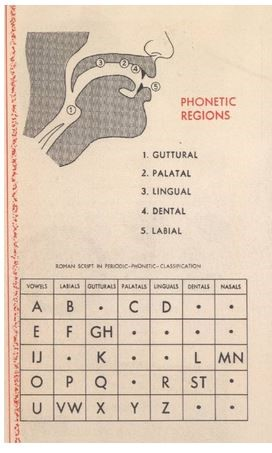 3 2 4
5
1
PHONETIC
REGIONS
1. GUTTURAL
2. PALATAL
3. LINGUAL
4. DENTAL
5. LABIAL
ROMAN SCRIPT IN PERIODIC-PHONETIC-CLASSIFICATION
VOWELS LABIALS GUTTURALS PALATALS LINGUALS DENTALS NASALS
A B • C D • •
E F GH • • • •
IJ • K • • L MN
O P Q • R ST •
U VW X Y Z • •